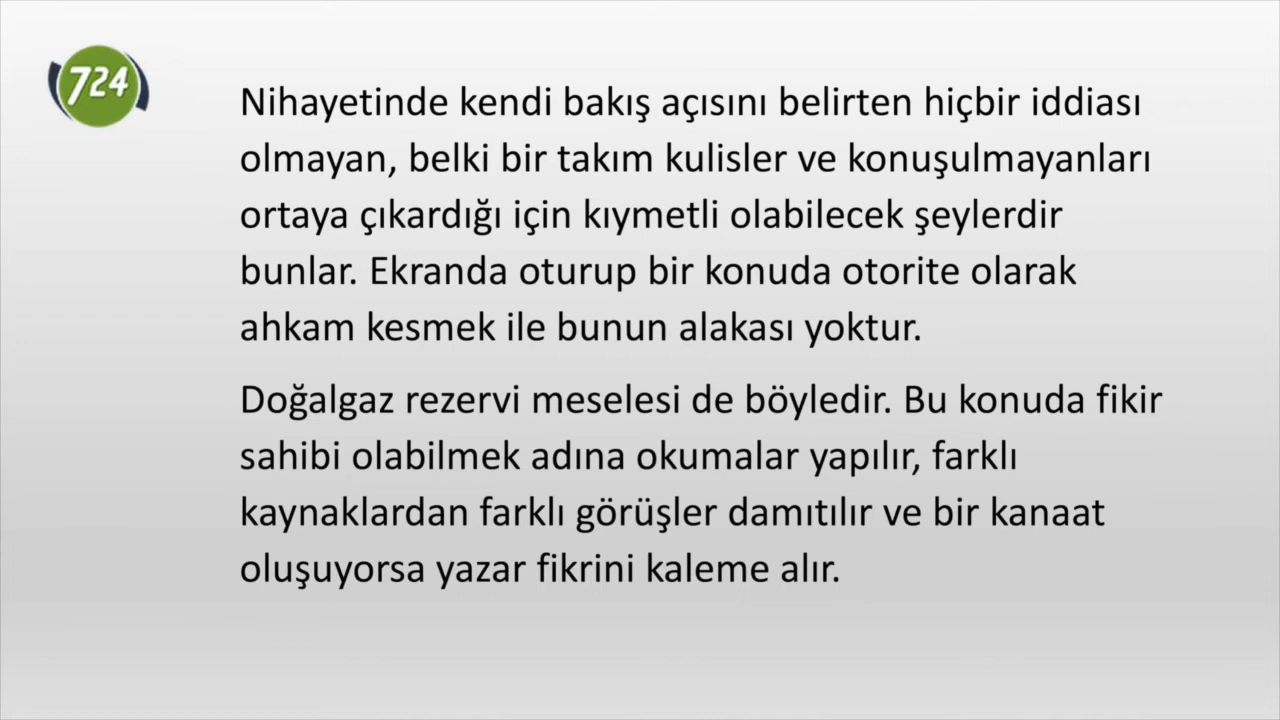 724
Nihayetinde kendi bakış açısını belirten hiçbir iddiası
olmayan, belki bir takım kulisler ve konuşulmayanları
ortaya çıkardığı için kıymetli olabilecek şeylerdir
bunlar. Ekranda oturup bir konuda otorite olarak
ahkam kesmek ile bunun alakası yoktur.
Doğalgaz rezervi meselesi de böyledir. Bu konuda fikir
sahibi olabilmek adına okumalar yapılır, farklı
kaynaklardan farklı görüşler damıtılır ve bir kanaat
oluşuyorsa yazar fikrini kaleme alır.